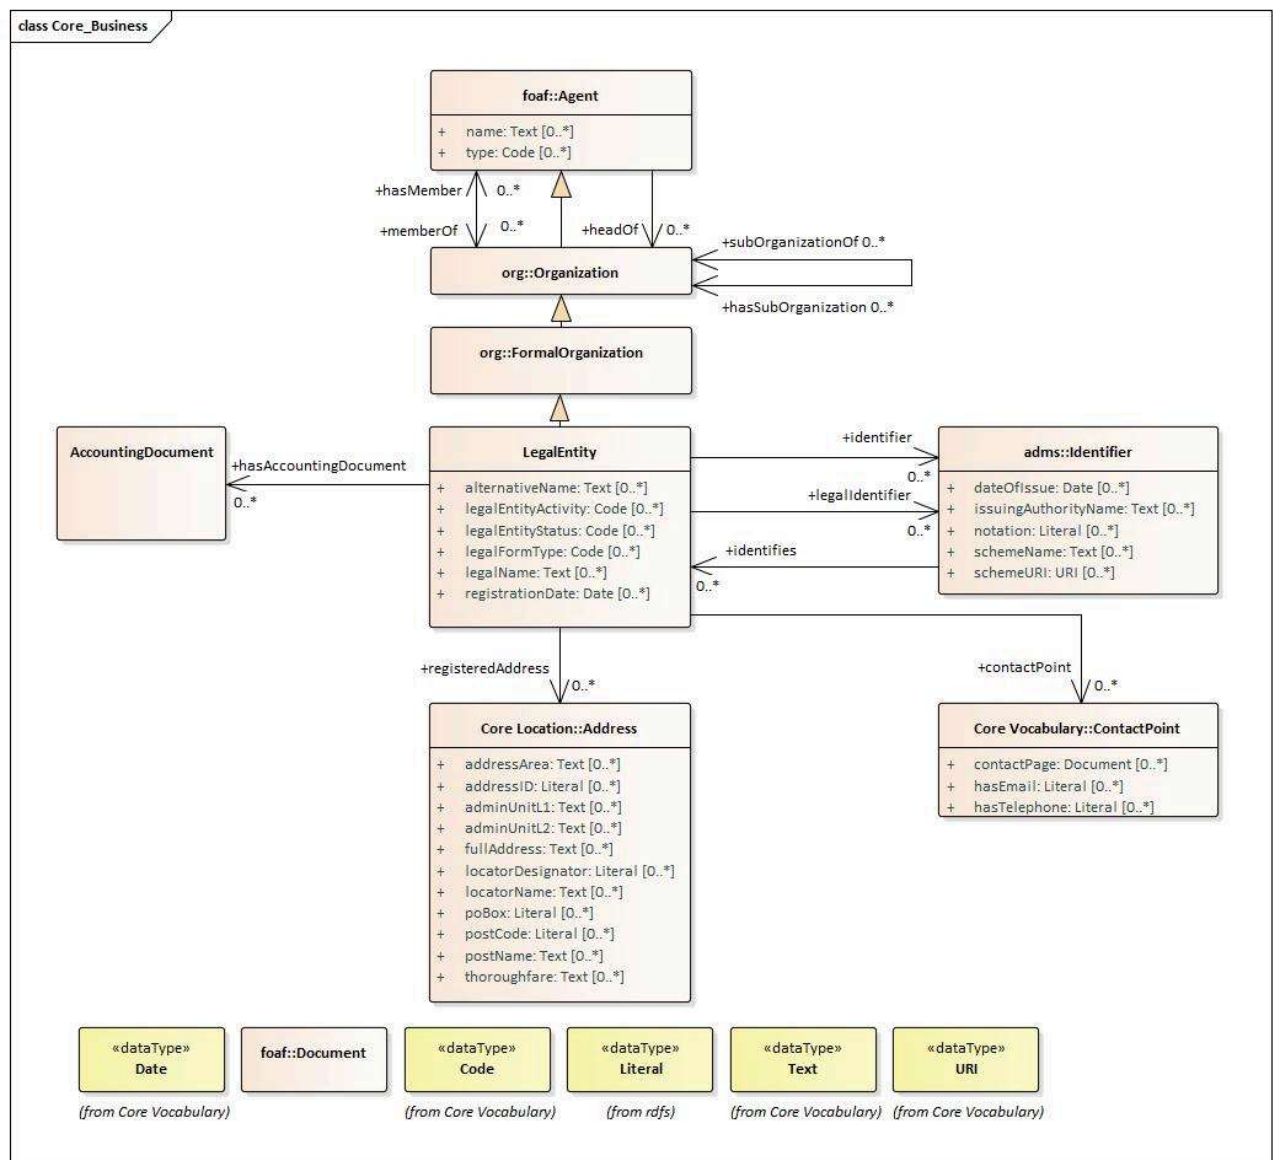 class Core_Business
foaf::Agent
+ name: Text [0..*]
+ type: Code [0..*]
+hasMember 0..*
+memberOf 0..*
+headOf 0..*
+subOrganizationOf 0..*
org::Organization
+hasSubOrganization 0..*
org::FormalOrganization
AccountingDocument
+hasAccountingDocument
0..*
LegalEntity
+ alternativeName: Text [0..*]
+ legalEntityActivity: Code [0..*]
+ legalEntityStatus: Code [0..*]
+ legalFormType: Code [0..*]
+ legalName: Text [0..*]
+ registrationDate: Date [0..*]
+identifier
0..*
+legalIdentifier
0..*
+identifies
0..*
adms::Identifier
+ dateOfIssue: Date [0..*]
+ issuingAuthorityName: Text [0..*]
+ notation: Literal [0..*]
+ schemeName: Text [0..*]
+ schemeURI: URI [0..*]
+registeredAddress
0..*
+contactPoint
0..*
Core Location::Address
+ addressArea: Text [0..*]
+ addressID: Literal [0..*]
+ adminUnitL1: Text [0..*]
+ adminUnitL2: Text [0..*]
+ fullAddress: Text [0..*]
+ locatorDesignator: Literal [0..*]
+ locatorName: Text [0..*]
+ poBox: Literal [0..*]
+ postCode: Literal [0..*]
+ postName: Text [0..*]
+ thoroughfare: Text [0..*]
Core Vocabulary::ContactPoint
+ contactPage: Document [0..*]
+ hasEmail: Literal [0..*]
+ hasTelephone: Literal [0..*]
«dataType»
Date
(from Core Vocabulary)
foaf::Document
«dataType»
Code
(from Core Vocabulary)
«dataType»
Literal
(from rdfs)
«dataType»
Text
(from Core Vocabulary)
«dataType»
URI
(from Core Vocabulary)